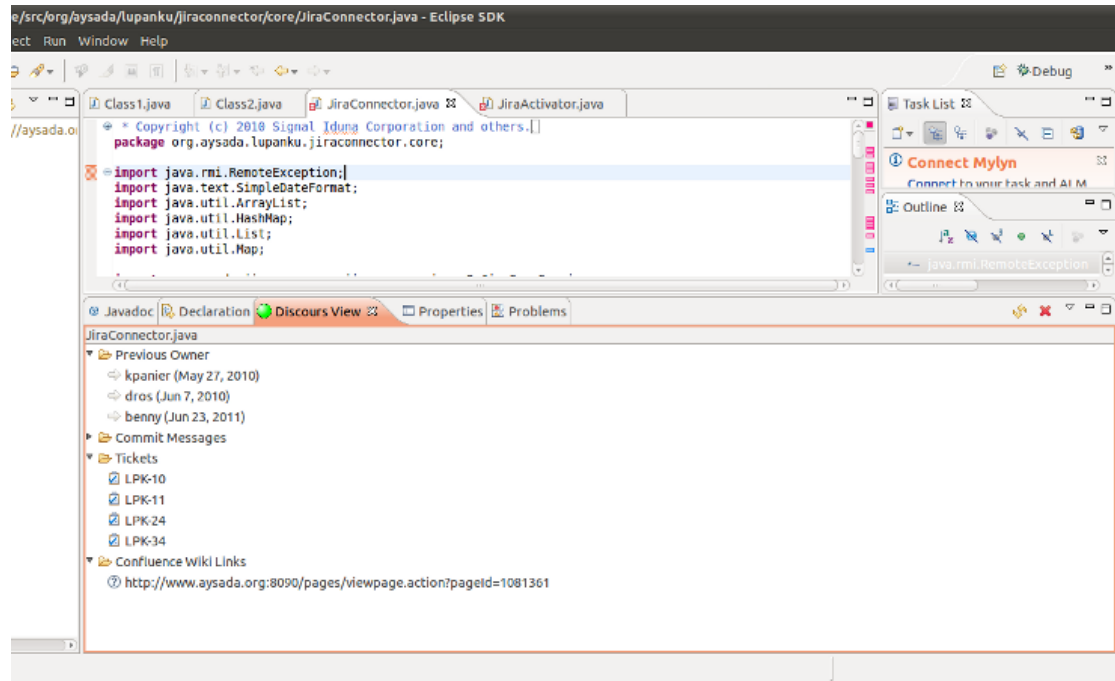 e/src/org/aysada/lupanku/jiraconnector/core/JiraConnector.java - Eclipse SDK
ect Run Window Help
Debug
Class1.java Class2.java JiraConnector.java JiraActivator.java
Task List
//aysada.or
* Copyright (c) 2010 Signal Iduna Corporation and others.
package org.aysada.lupanku.jiraconnector.core;
import java.rmi.RemoteException;
import java.text.SimpleDateFormat;
import java.util.ArrayList;
import java.util.HashMap;
import java.util.List;
import java.util.Map;
Connect Mylyn
Connect to your task and ALM
Outline
java.rmi.RemoteException
Javadoc Declaration Discours View Properties Problems
JiraConnector.java
Previous Owner
kpanier (May 27, 2010)
dros (Jun 7, 2010)
benny (Jun 23, 2011)
Commit Messages
Tickets
LPK-10
LPK-11
LPK-24
LPK-34
Confluence Wiki Links
http://www.aysada.org:8090/pages/viewpage.action?pageId=1081361